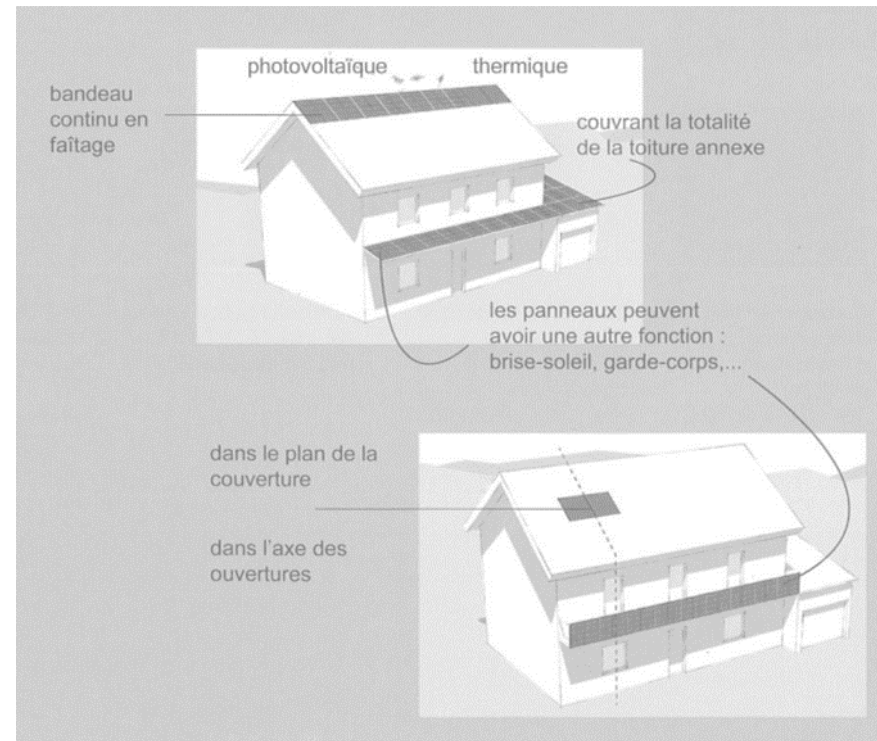 photovoltaïque
thermique
bandeau
continu en
faîtage
couvrant la totalité
de la toiture annexe
les panneaux peuvent
avoir une autre fonction :
brise-soleil, garde-corps,...
dans le plan de la
couverture
dans l'axe des
ouvertures